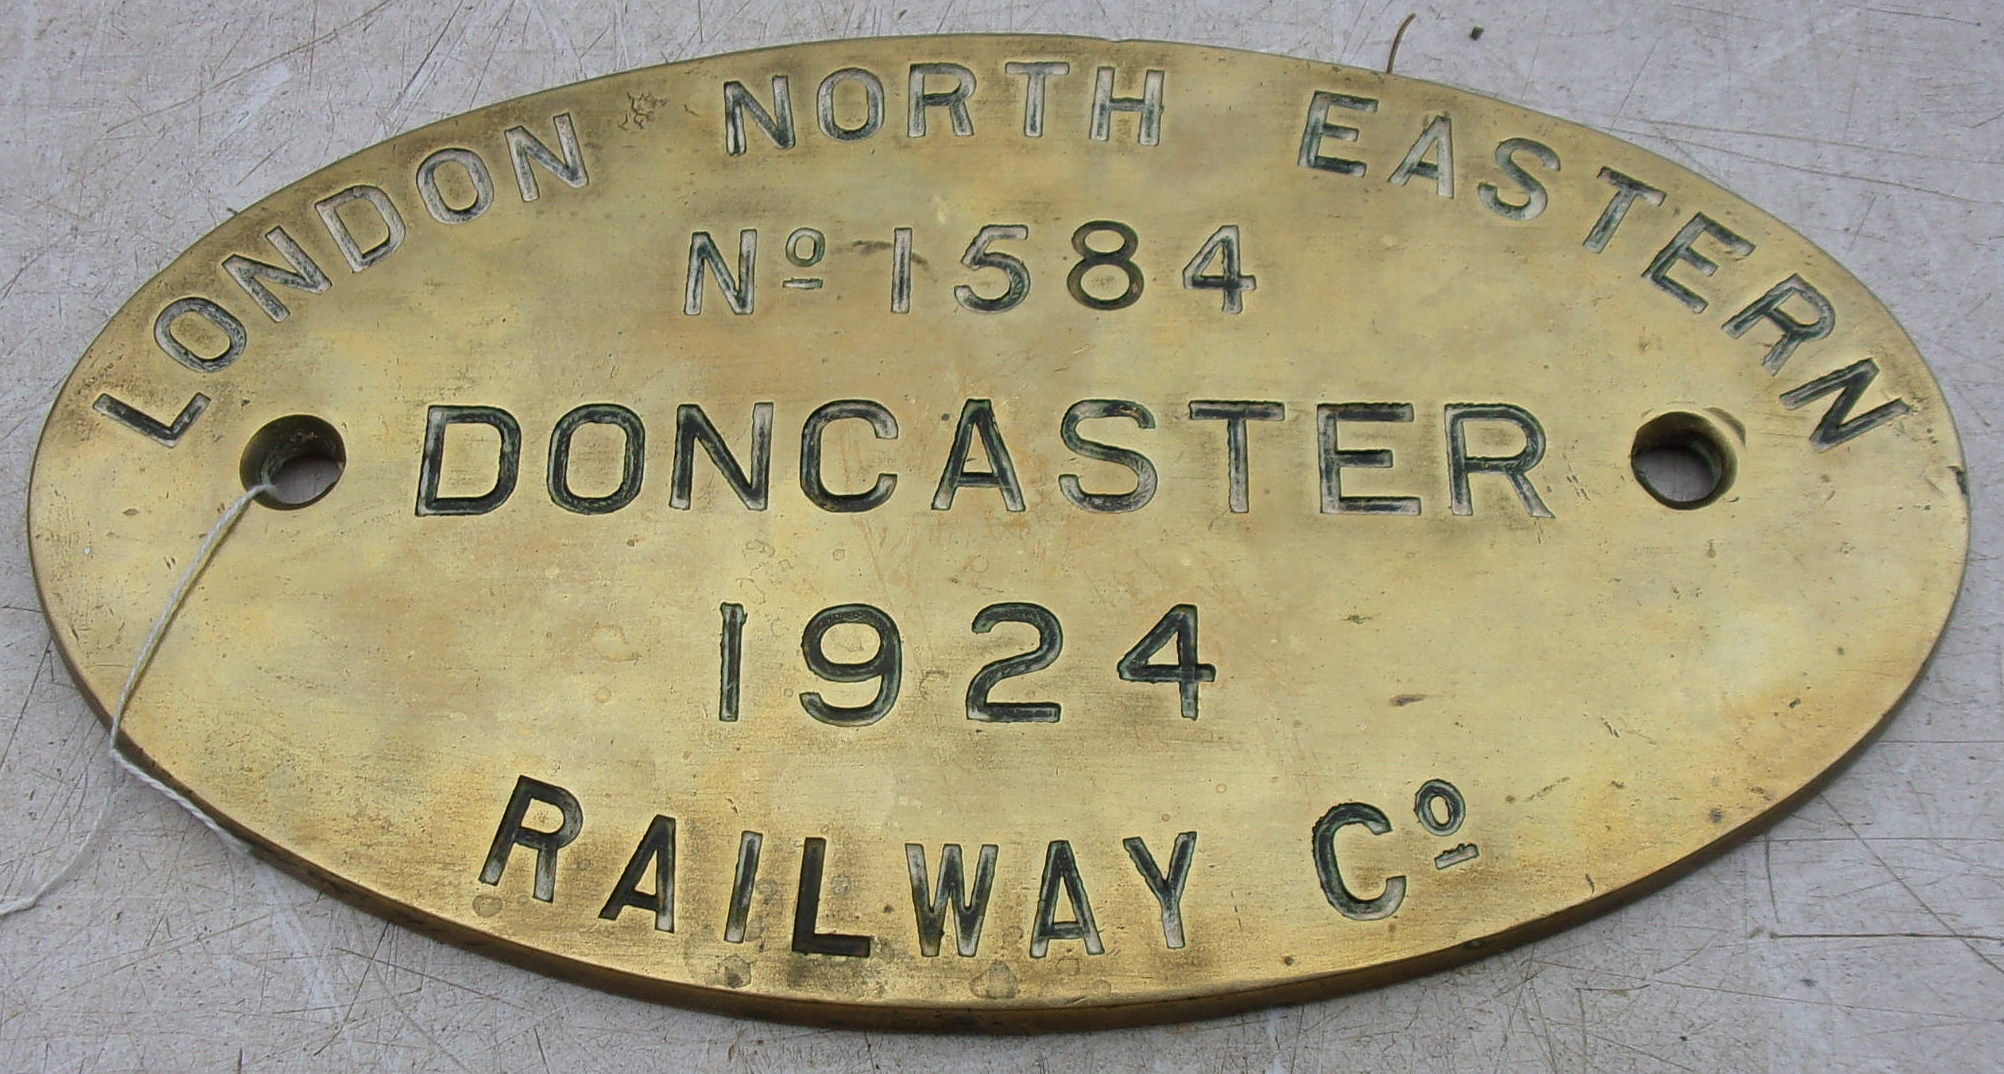 LONDON NORTH EASTERN
Nº 1584
DONCASTER
1924
RAILWAY Cº